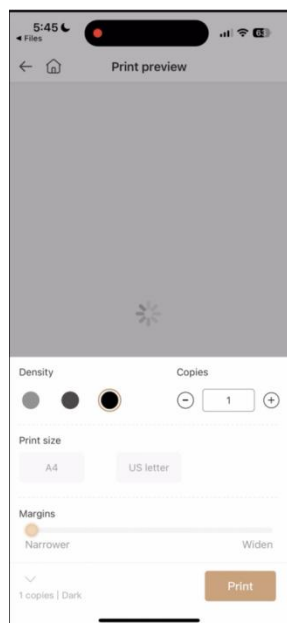 5:45
◄ Files
63
Print preview
Density
Copies
1
Print size
A4
US letter
Margins
Narrower
Widen
1 copies | Dark
Print